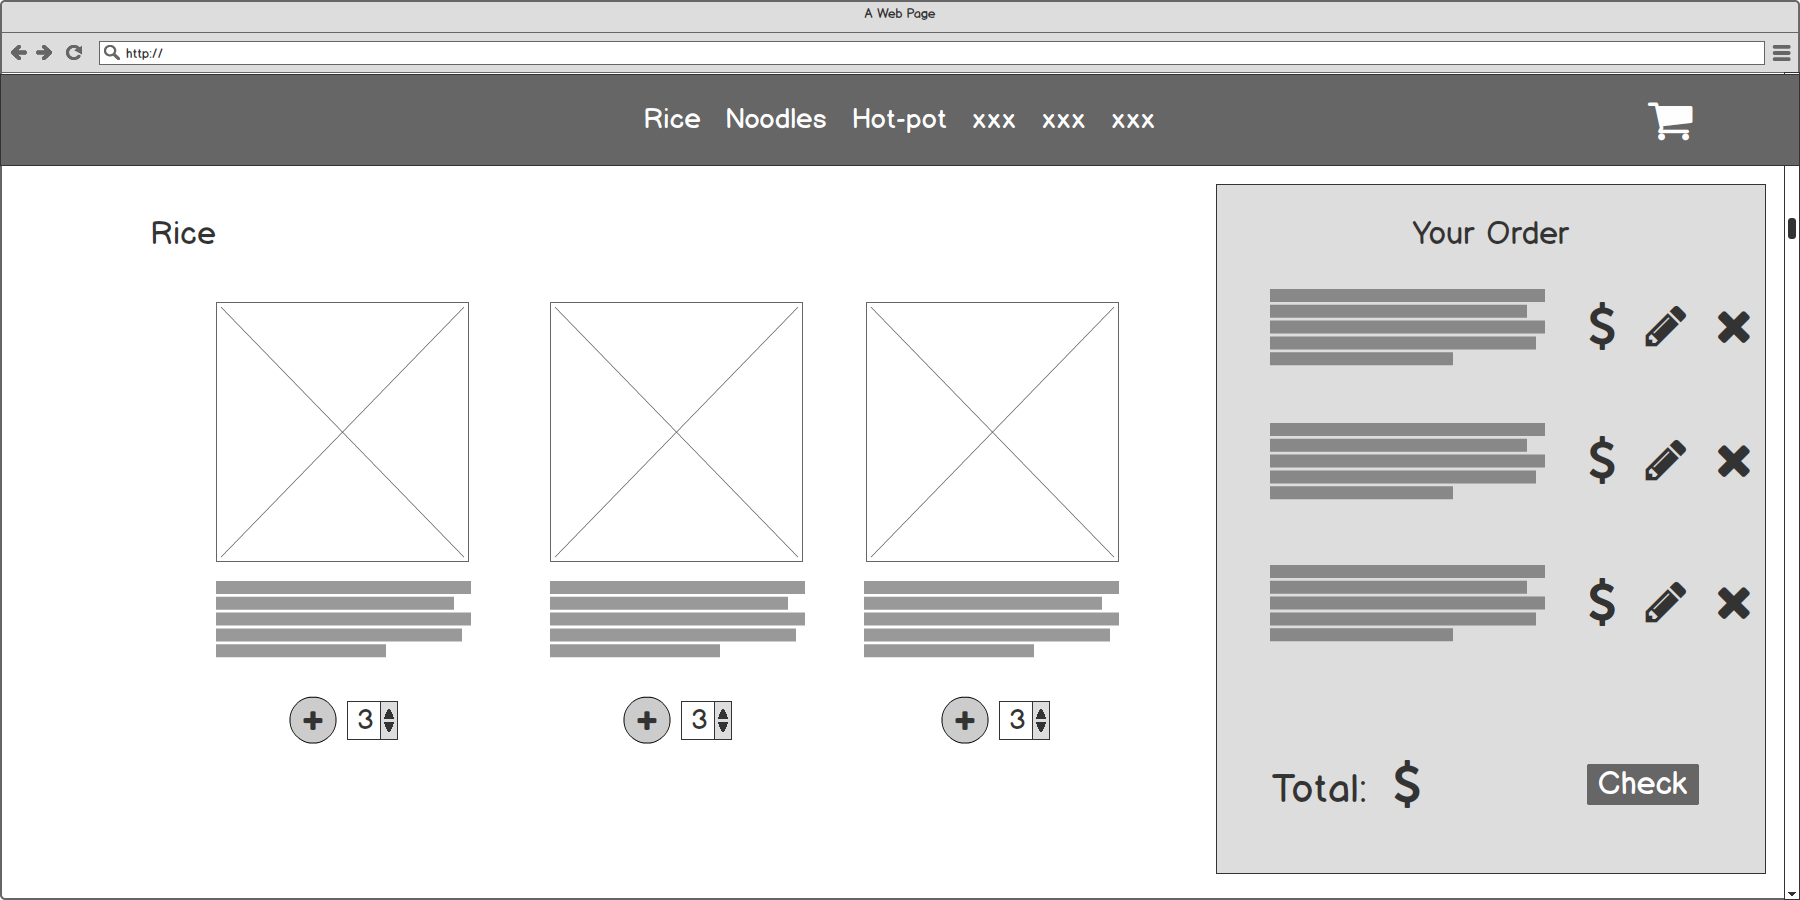 A Web Page
http://
Rice Noodles Hot-pot xxx xxx xxx
Rice
Your Order
$
$
$
3 3 3
Total: $ Check